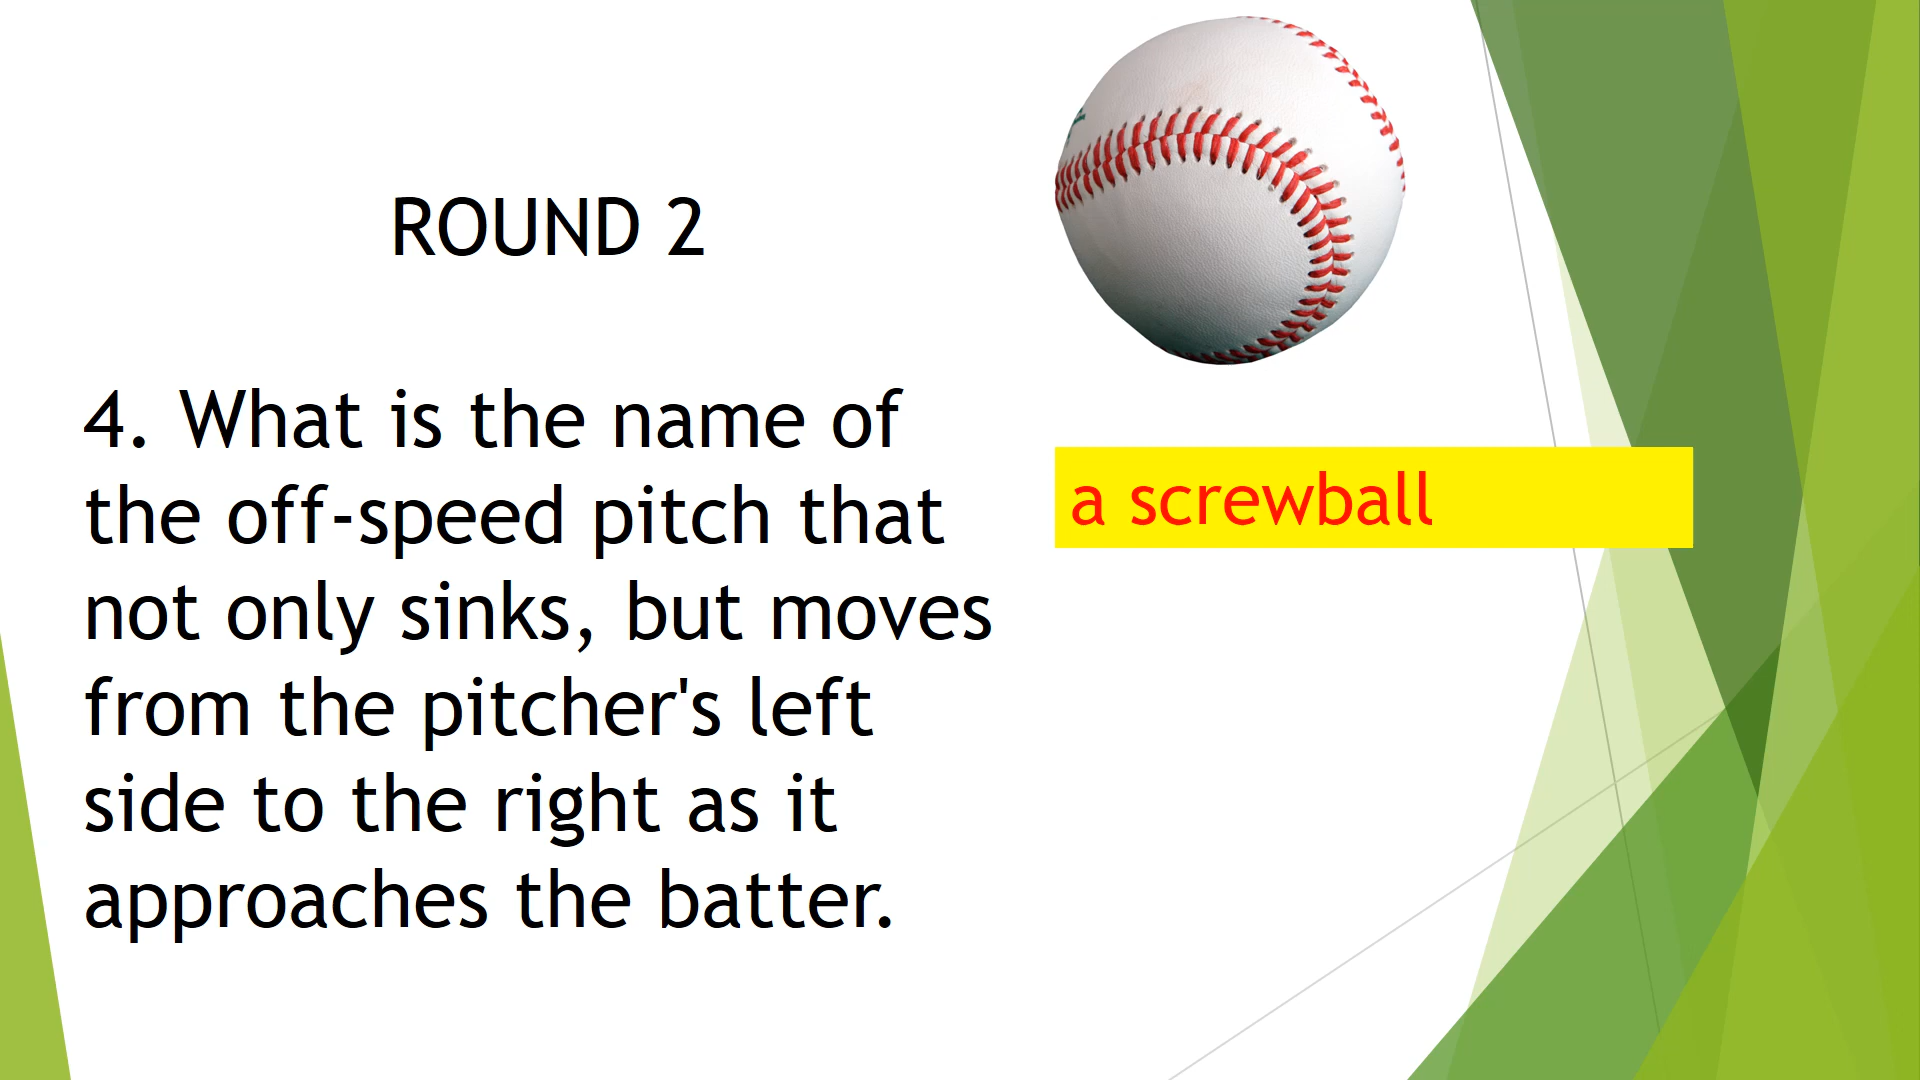 ROUND 2
4. What is the name of
the off-speed pitch that
not only sinks, but moves
from the pitcher's left
side to the right as it
approaches the batter.
a screwball